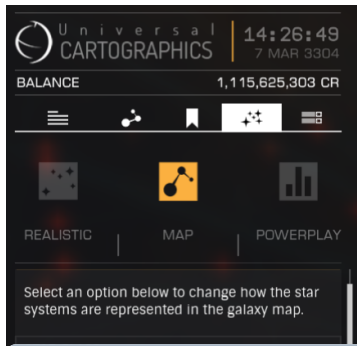 Universal
CARTOGRAPHICS
14:26:49
7 MAR 3304
BALANCE 1,115,625,303 CR
REALISTIC | MAP | POWERPLAY
Select an option below to change how the star
systems are represented in the galaxy map.